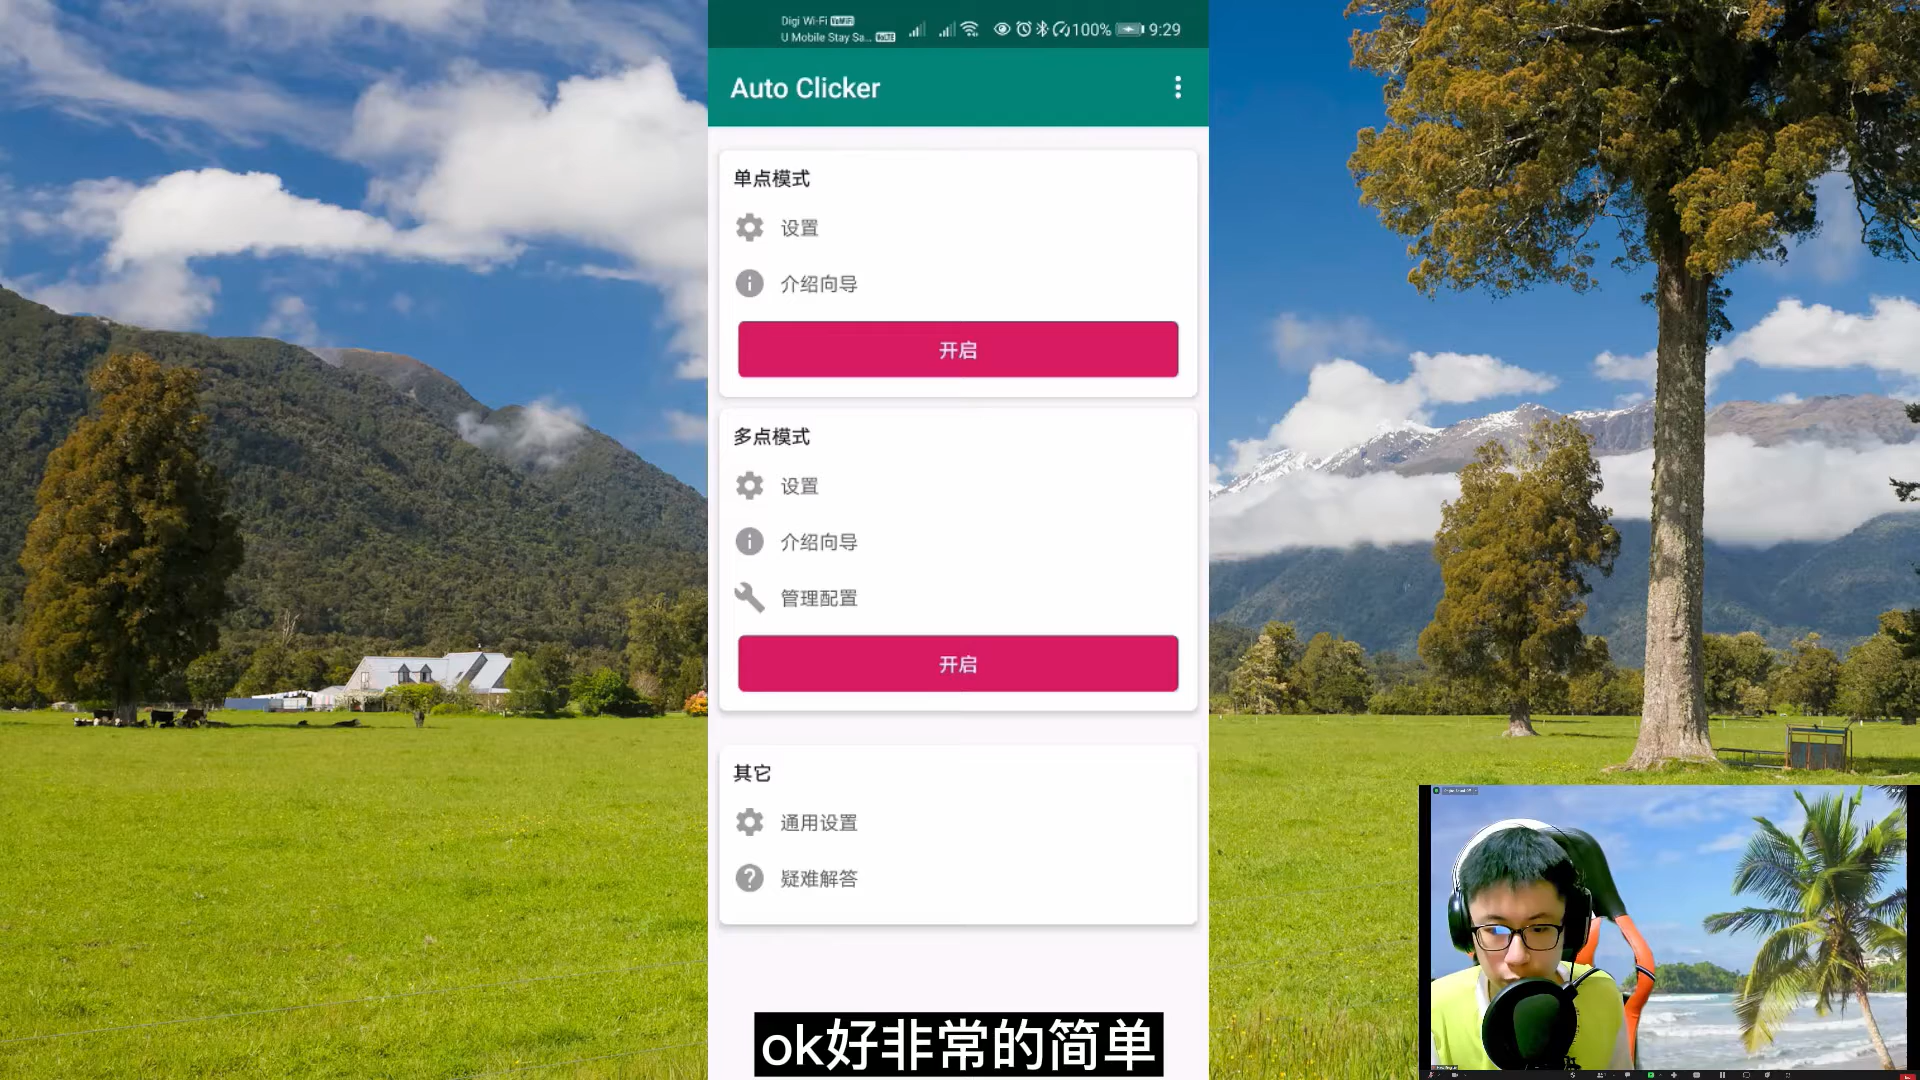 Digi Wi-Fi VoWiFi
U Mobile Stay Sa... VoLTE
100% 9:29
Auto Clicker
单点模式
设置
介绍向导
开启
多点模式
设置
介绍向导
管理配置
开启
其它
通用设置
疑难解答
ok好非常的简单